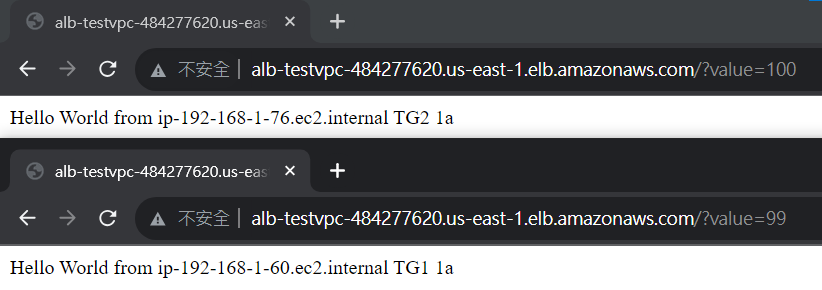 alb-testvpc-484277620.us-eas
不安全 alb-testvpc-484277620.us-east-1.elb.amazonaws.com/?value=100
Hello World from ip-192-168-1-76.ec2.internal TG2 1a
alb-testvpc-484277620.us-eas
不安全 alb-testvpc-484277620.us-east-1.elb.amazonaws.com/?value=99
Hello World from ip-192-168-1-60.ec2.internal TG1 1a